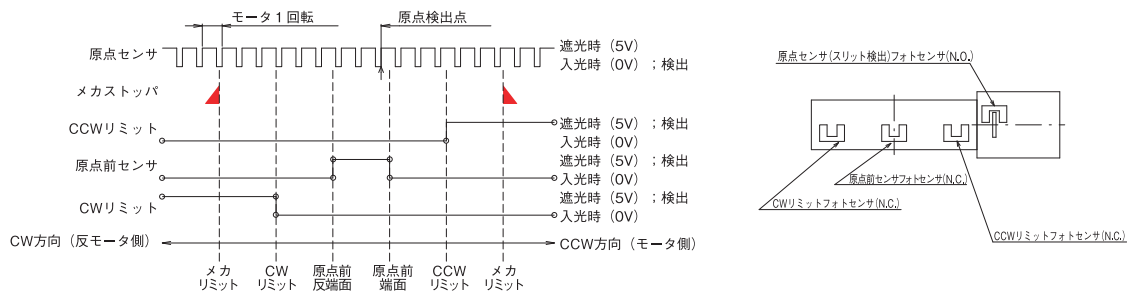 モータ1回転
原点検出点
原点センサ
遮光時（5V）
入光時（0V）；検出
メカストッパ
CCWリミット
遮光時（5V）；検出
入光時（0V）
原点前センサ
遮光時（5V）；検出
入光時（0V）
CWリミット
遮光時（5V）；検出
入光時（0V）
CW方向（反モータ側）
CCW方向（モータ側）
メカ
リミット
CW
リミット
原点前
反端面
原点前
端面
CCW
リミット
メカ
リミット
原点センサ(スリット検出)フォトセンサ(N.O.)
原点前センサフォトセンサ(N.C.)
CWリミットフォトセンサ(N.C.)
CCWリミットフォトセンサ(N.C.)